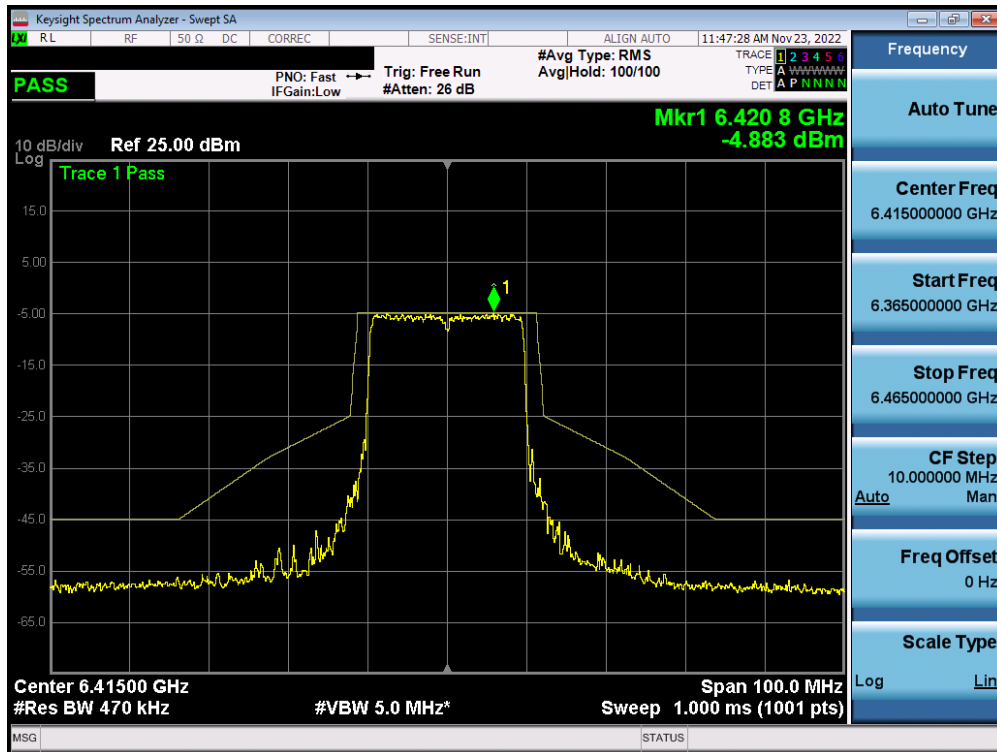 Keysight Spectrum Analyzer - Swept SA
LXI RL RF 50 Ω DC CORREC SENSE:INT ALIGN AUTO 11:47:28 AM Nov 23, 2022
PASS
PNO: Fast
IFGain:Low
Trig: Free Run
#Atten: 26 dB
#Avg Type: RMS
Avg|Hold: 100/100
TRACE 1 2 3 4 5 6
TYPE A WWWWW
DET A P N N N N
Mkr1 6.420 8 GHz
-4.883 dBm
10 dB/div Ref 25.00 dBm
Log
Trace 1 Pass
1
15.0
5.00
-5.00
-15.0
-25.0
-35.0
-45.0
-55.0
-65.0
Center 6.41500 GHz Span 100.0 MHz
#Res BW 470 kHz #VBW 5.0 MHz* Sweep 1.000 ms (1001 pts)
MSG STATUS
Frequency
Auto Tune
Center Freq
6.415000000 GHz
Start Freq
6.365000000 GHz
Stop Freq
6.465000000 GHz
CF Step
10.000000 MHz
Auto Man
Freq Offset
0 Hz
Scale Type
Log Lin